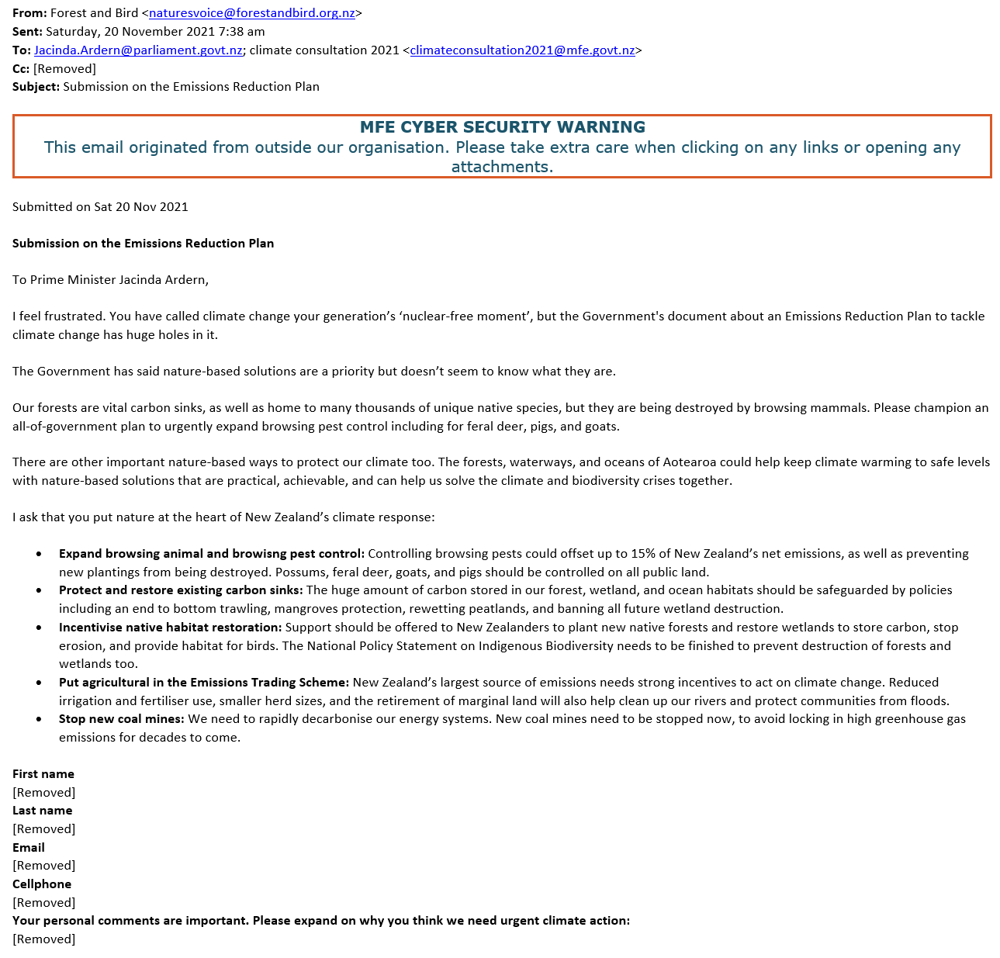 From: Forest and Bird <naturesvoice@forestandbird.org.nz>
Sent: Saturday, 20 November 2021 7:38 am
To: Jacinda.Ardern@parliament.govt.nz; climate consultation 2021 <climateconsultation2021@mfe.govt.nz>
Cc: [Removed]
Subject: Submission on the Emissions Reduction Plan
MFE CYBER SECURITY WARNING
This email originated from outside our organisation. Please take extra care when clicking on any links or opening any
attachments.
Submitted on Sat 20 Nov 2021
Submission on the Emissions Reduction Plan
To Prime Minister Jacinda Ardern,
I feel frustrated. You have called climate change your generation’s ‘nuclear-free moment’, but the Government's document about an Emissions Reduction Plan to tackle
climate change has huge holes in it.
The Government has said nature-based solutions are a priority but doesn’t seem to know what they are.
Our forests are vital carbon sinks, as well as home to many thousands of unique native species, but they are being destroyed by browsing mammals. Please champion an
all-of-government plan to urgently expand browsing pest control including for feral deer, pigs, and goats.
There are other important nature-based ways to protect our climate too. The forests, waterways, and oceans of Aotearoa could help keep climate warming to safe levels
with nature-based solutions that are practical, achievable, and can help us solve the climate and biodiversity crises together.
I ask that you put nature at the heart of New Zealand’s climate response:
• Expand browsing animal and browisng pest control: Controlling browsing pests could offset up to 15% of New Zealand’s net emissions, as well as preventing
new plantings from being destroyed. Possums, feral deer, goats, and pigs should be controlled on all public land.
• Protect and restore existing carbon sinks: The huge amount of carbon stored in our forest, wetland, and ocean habitats should be safeguarded by policies
including an end to bottom trawling, mangroves protection, rewetting peatlands, and banning all future wetland destruction.
• Incentivise native habitat restoration: Support should be offered to New Zealanders to plant new native forests and restore wetlands to store carbon, stop
erosion, and provide habitat for birds. The National Policy Statement on Indigenous Biodiversity needs to be finished to prevent destruction of forests and
wetlands too.
• Put agricultural in the Emissions Trading Scheme: New Zealand’s largest source of emissions needs strong incentives to act on climate change. Reduced
irrigation and fertiliser use, smaller herd sizes, and the retirement of marginal land will also help clean up our rivers and protect communities from floods.
• Stop new coal mines: We need to rapidly decarbonise our energy systems. New coal mines need to be stopped now, to avoid locking in high greenhouse gas
emissions for decades to come.
First name
[Removed]
Last name
[Removed]
Email
[Removed]
Cellphone
[Removed]
Your personal comments are important. Please expand on why you think we need urgent climate action:
[Removed]